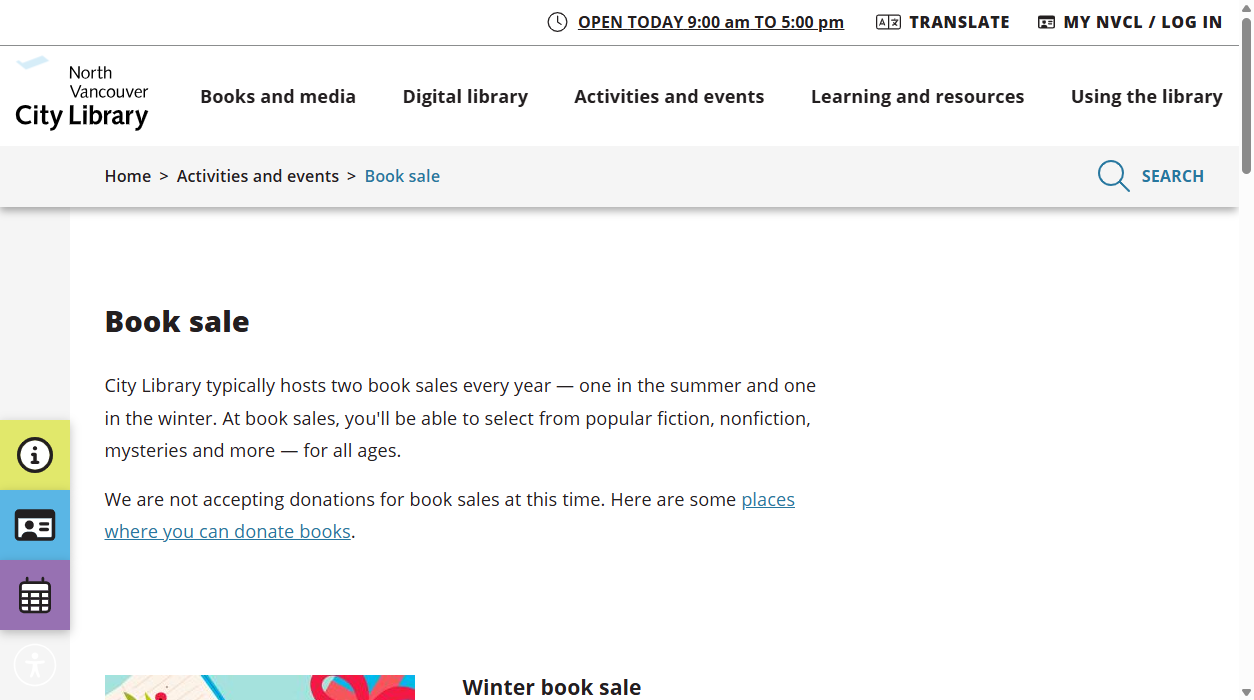 OPEN TODAY 9:00 am TO 5:00 pm
TRANSLATE
MY NVCL / LOG IN
North
Vancouver
City Library
Books and media
Digital library
Activities and events
Learning and resources
Using the library
Home > Activities and events > Book sale
SEARCH
Book sale
City Library typically hosts two book sales every year — one in the summer and one
in the winter. At book sales, you'll be able to select from popular fiction, nonfiction,
mysteries and more — for all ages.
We are not accepting donations for book sales at this time. Here are some places
where you can donate books.
Winter book sale